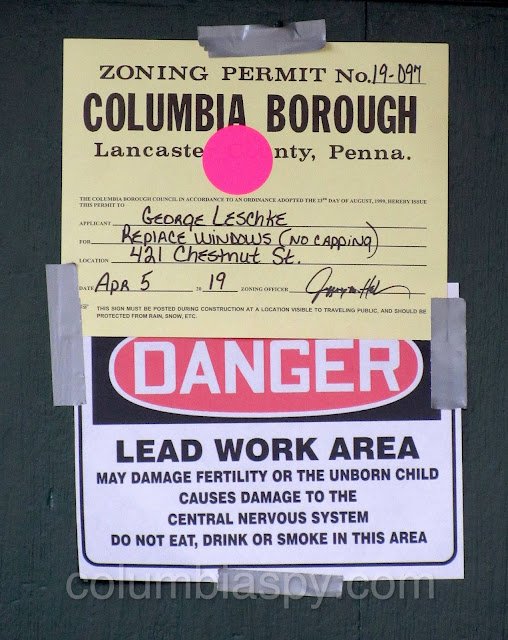 ZONING PERMIT No. 19-097
COLUMBIA BOROUGH
Lancaste nty, Penna.
THE COLUMBIA BOROUGH COUNCIL IN ACCORDANCE TO AN ORDINANCE ADOPTED THE 23RD DAY OF AUGUST, 1999, HEREBY ISSUE
THIS PERMIT TO
APPLICANT George Leschke
FOR Replace windows (no capping)
LOCATION 421 Chestnut St.
DATE Apr 5 20 19 ZONING OFFICER
THIS SIGN MUST BE POSTED DURING CONSTRUCTION AT A LOCATION VISIBLE TO TRAVELING PUBLIC, AND SHOULD BE
PROTECTED FROM RAIN, SNOW, ETC.
DANGER
LEAD WORK AREA
MAY DAMAGE FERTILITY OR THE UNBORN CHILD
CAUSES DAMAGE TO THE
CENTRAL NERVOUS SYSTEM
DO NOT EAT, DRINK OR SMOKE IN THIS AREA
columbiaspy.com